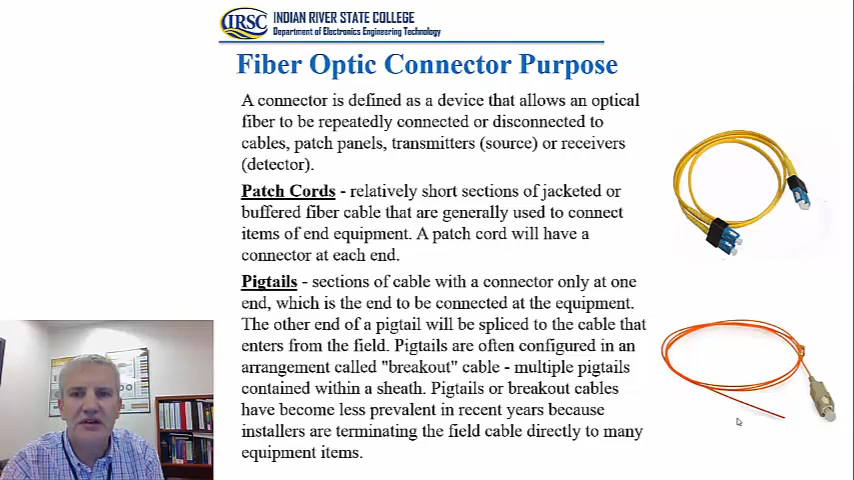 IRSC
INDIAN RIVER STATE COLLEGE
Department of Electronics Engineering Technology
Fiber Optic Connector Purpose
A connector is defined as a device that allows an optical
fiber to be repeatedly connected or disconnected to
cables, patch panels, transmitters (source) or receivers
(detector).
Patch Cords - relatively short sections of jacketed or
buffered fiber cable that are generally used to connect
items of end equipment. A patch cord will have a
connector at each end.
Pigtails - sections of cable with a connector only at one
end, which is the end to be connected at the equipment.
The other end of a pigtail will be spliced to the cable that
enters from the field. Pigtails are often configured in an
arrangement called "breakout" cable - multiple pigtails
contained within a sheath. Pigtails or breakout cables
have become less prevalent in recent years because
installers are terminating the field cable directly to many
equipment items.